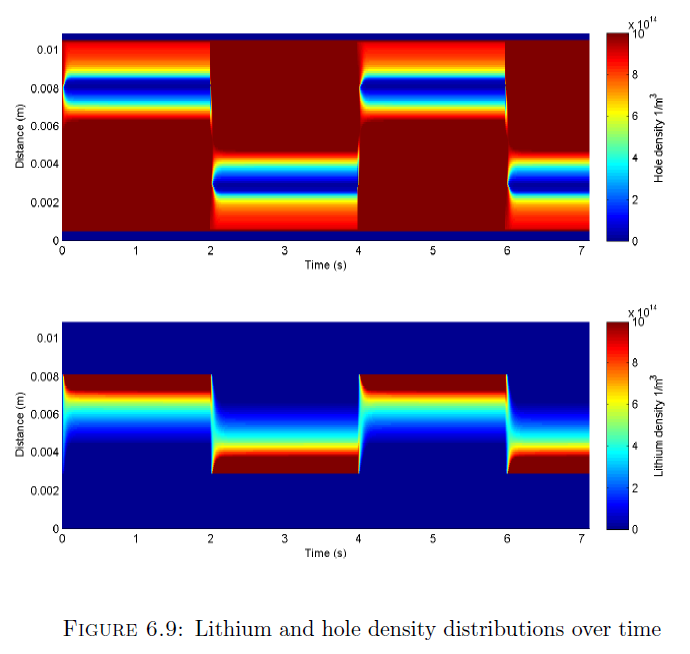 x 10^14
0.01
0.008
0.006
0.004
0.002
0
Distance (m)
0 1 2 3 4 5 6 7
Time (s)
10
8
6
4
2
0
Hole density 1/m^3
x 10^14
0.01
0.008
0.006
0.004
0.002
0
Distance (m)
0 1 2 3 4 5 6 7
Time (s)
10
8
6
4
2
0
Lithium density 1/m^3
FIGURE 6.9: Lithium and hole density distributions over time